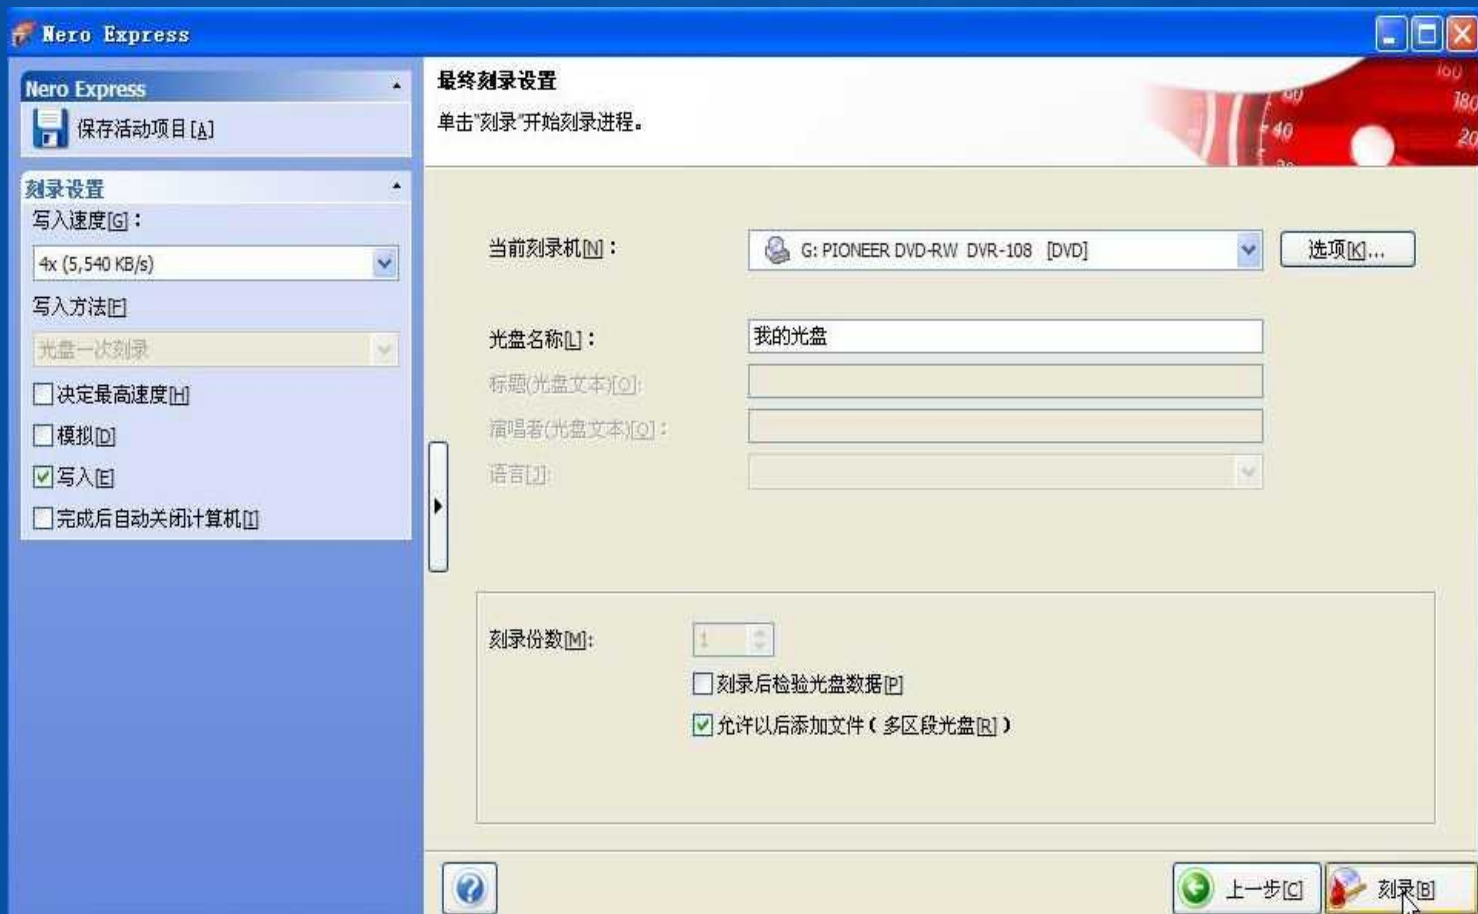 Nero Express
Nero Express
保存活动项目[A]
刻录设置
写入速度[G]：
4x (5,540 KB/s)
写入方法[F]
光盘一次刻录
决定最高速度[H]
模拟[D]
写入[E]
完成后自动关闭计算机[I]
最终刻录设置
单击"刻录"开始刻录进程。
60
40
160
180
当前刻录机[N]：
G: PIONEER DVD-RW DVR-108 [DVD]
选项[K]...
光盘名称[L]：
我的光盘
标题(光盘文本)[O]:
演唱者(光盘文本)[Q]：
语言[J]:
刻录份数[M]:
1
刻录后检验光盘数据[P]
允许以后添加文件（多区段光盘[R]）
上一步[C]
刻录[B]